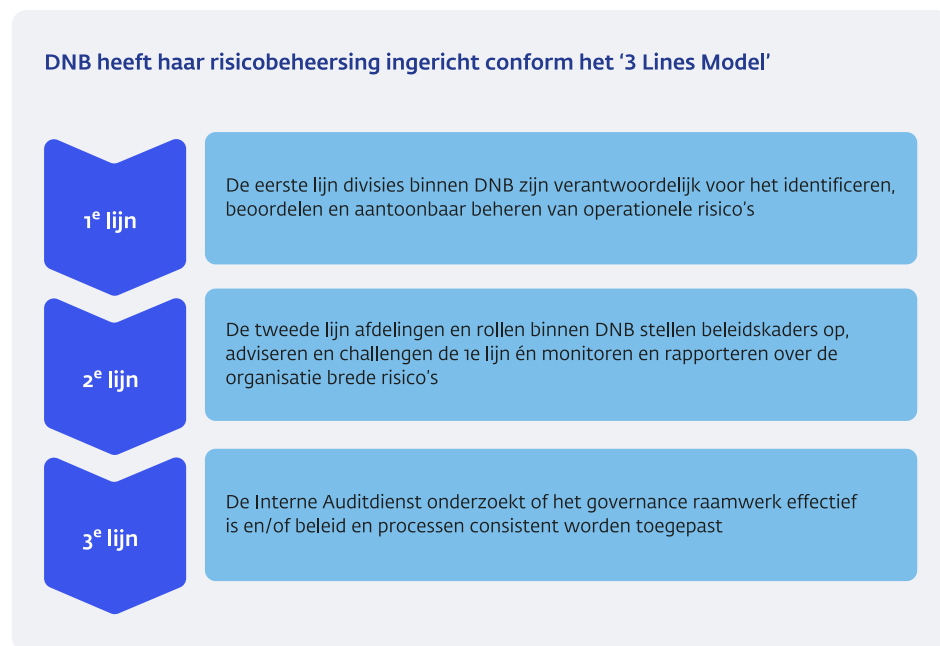 DNB heeft haar risicobeheersing ingericht conform het ‘3 Lines Model’
1e lijn
De eerste lijn divisies binnen DNB zijn verantwoordelijk voor het identificeren,
beoordelen en aantoonbaar beheren van operationele risico’s
2e lijn
De tweede lijn afdelingen en rollen binnen DNB stellen beleidskaders op,
adviseren en challengen de 1e lijn én monitoren en rapporteren over de
organisatie brede risico’s
3e lijn
De Interne Auditdienst onderzoekt of het governance raamwerk effectief
is en/of beleid en processen consistent worden toegepast